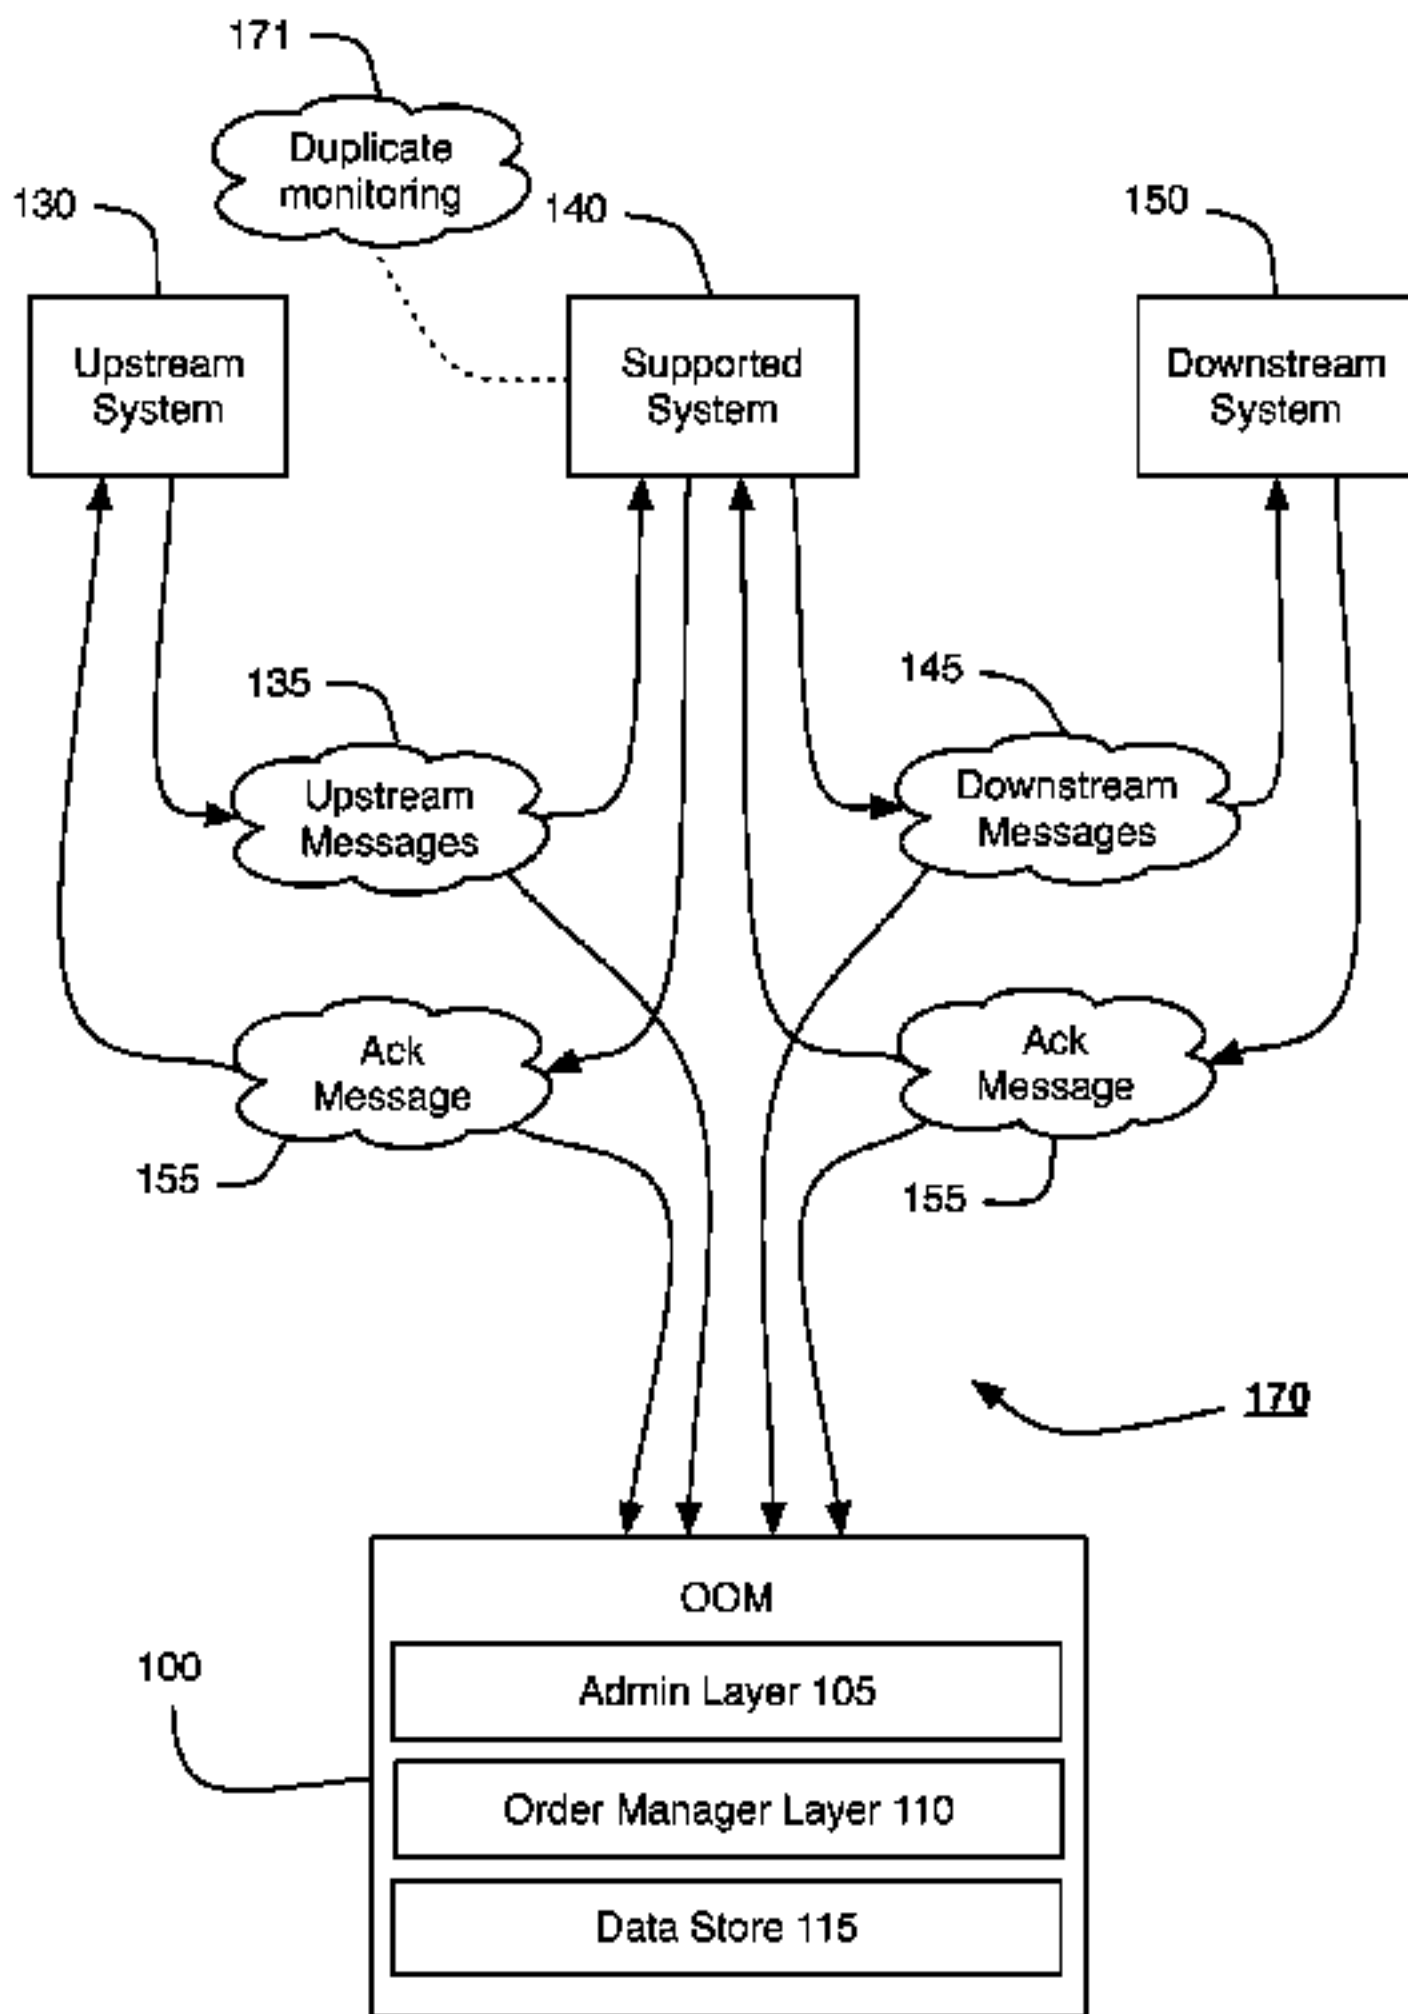 171
Duplicate
monitoring
130
140
150
Upstream
System
Supported
System
Downstream
System
135
145
Upstream
Messages
Downstream
Messages
Ack
Message
Ack
Message
155
155
170
OOM
100
Admin Layer 105
Order Manager Layer 110
Data Store 115